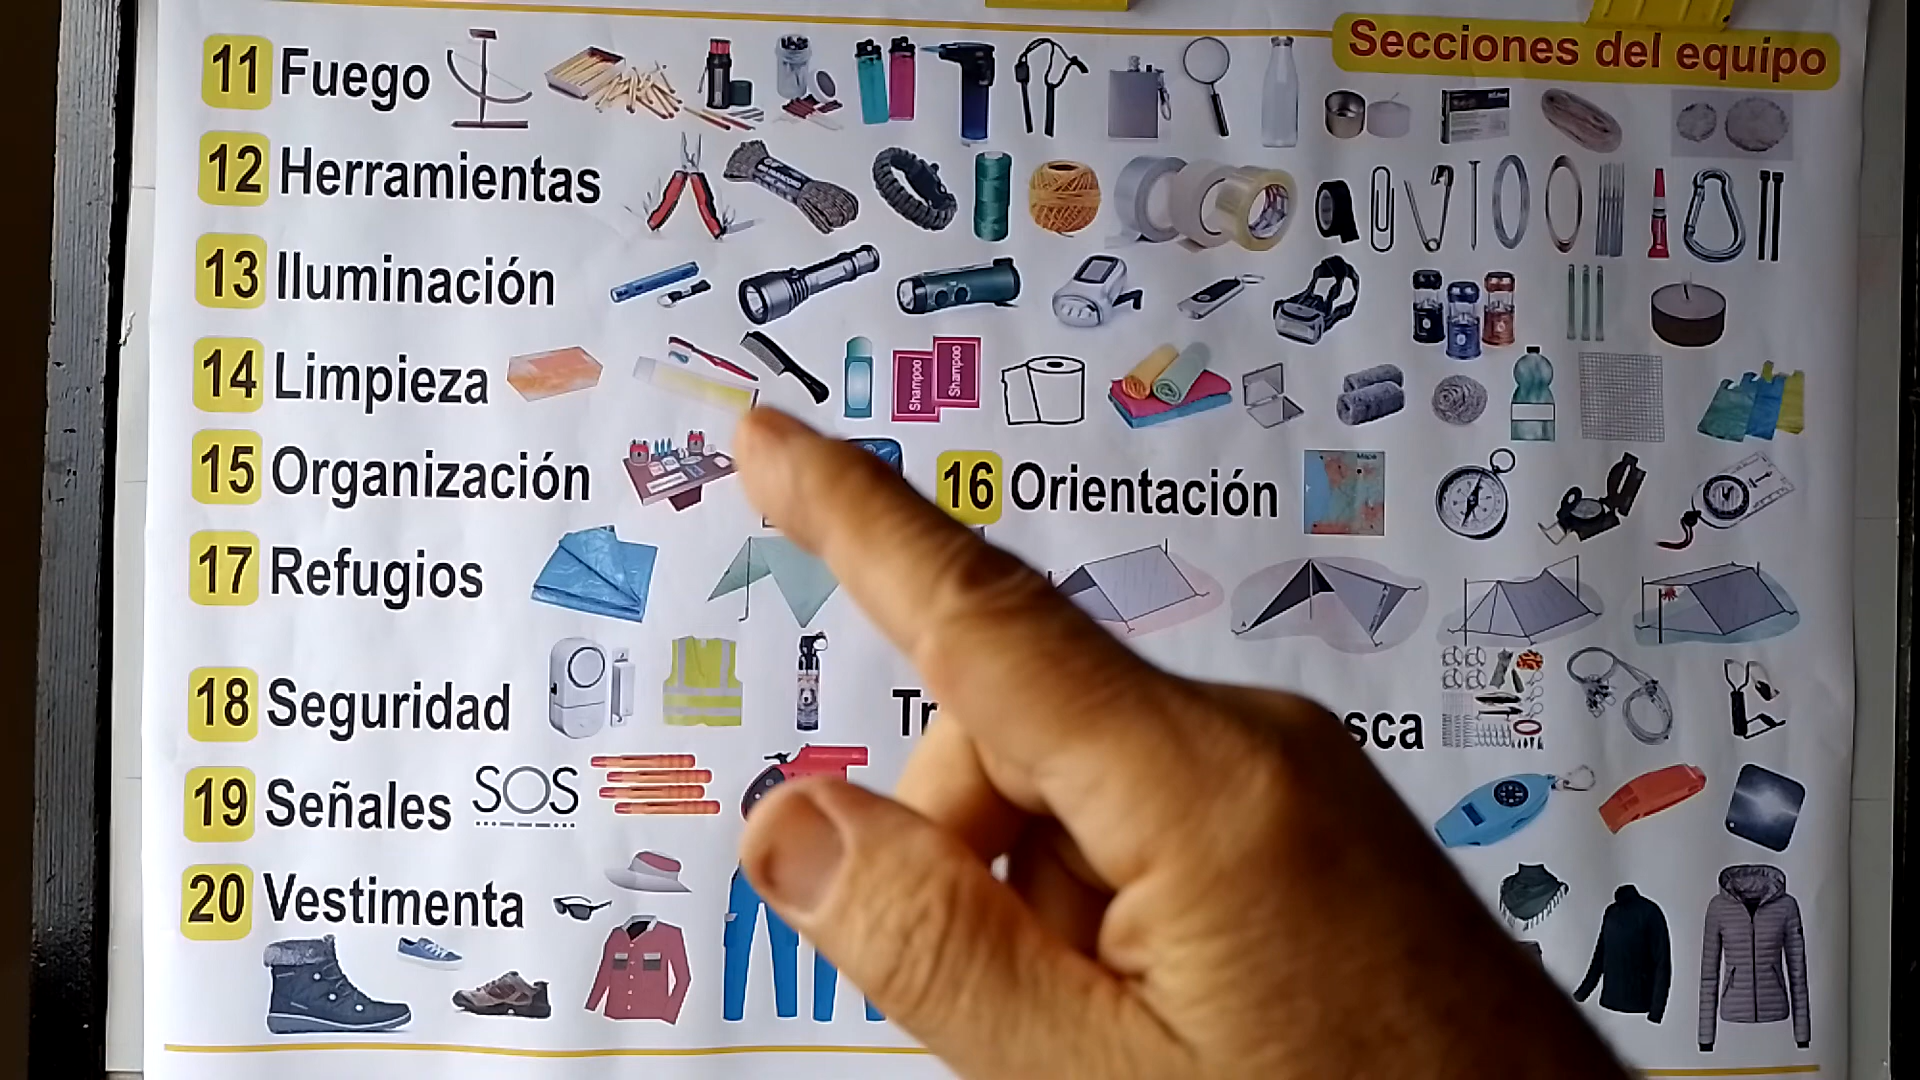 Secciones del equipo
11 Fuego
12 Herramientas
13 Iluminación
14 Limpieza
Shampoo
Shampoo
15 Organización
16 Orientación
Mapa
17 Refugios
18 Seguridad
19 Señales
SOS
20 Vestimenta